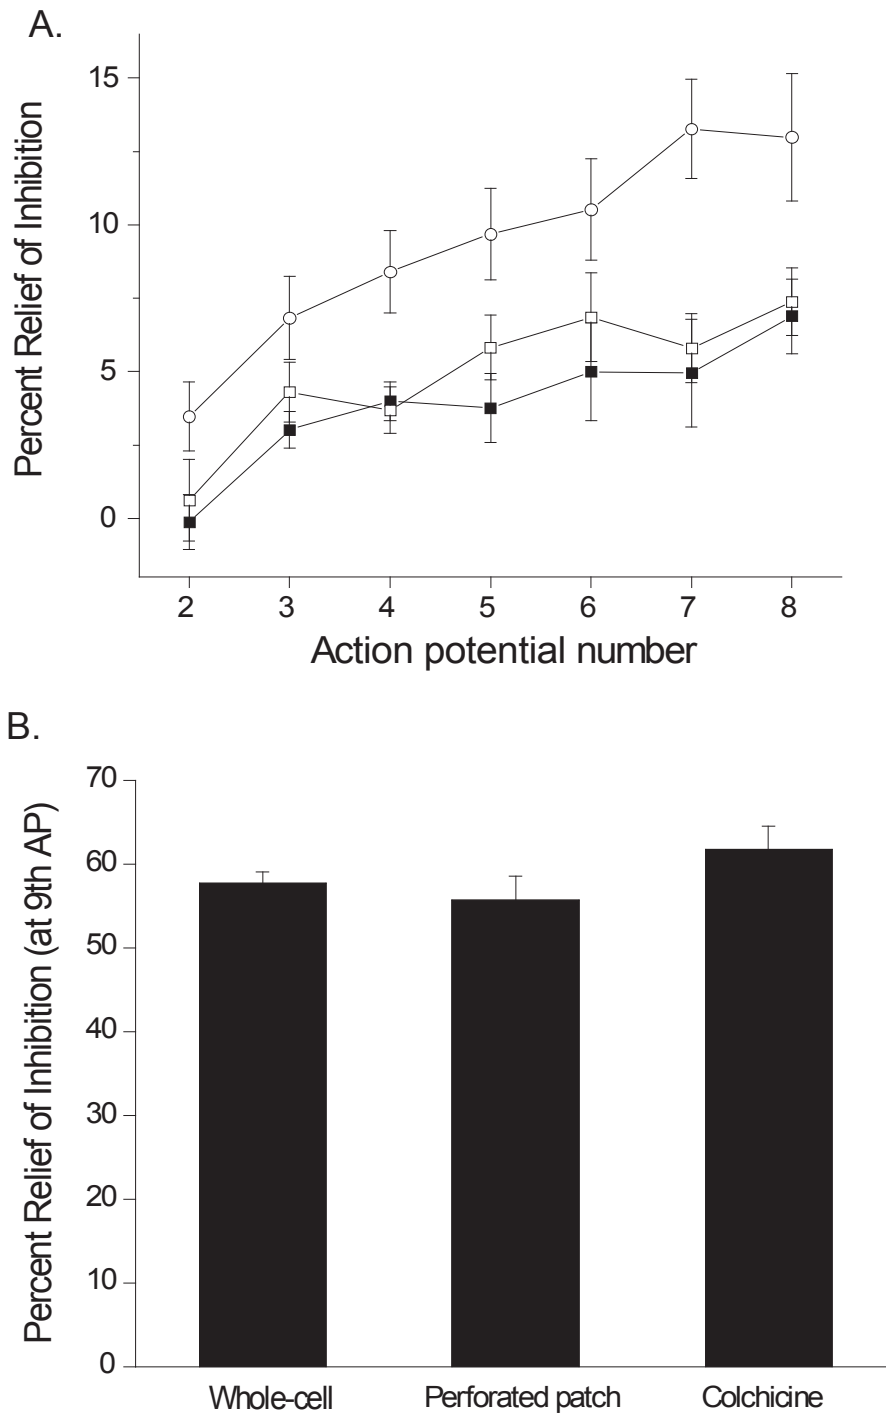 A.
Percent Relief of Inhibition
15
10
5
0
2 3 4 5 6 7 8
Action potential number
B.
Percent Relief of Inhibition (at 9th AP)
70
60
50
40
30
20
10
0
Whole-cell Perforated patch Colchicine